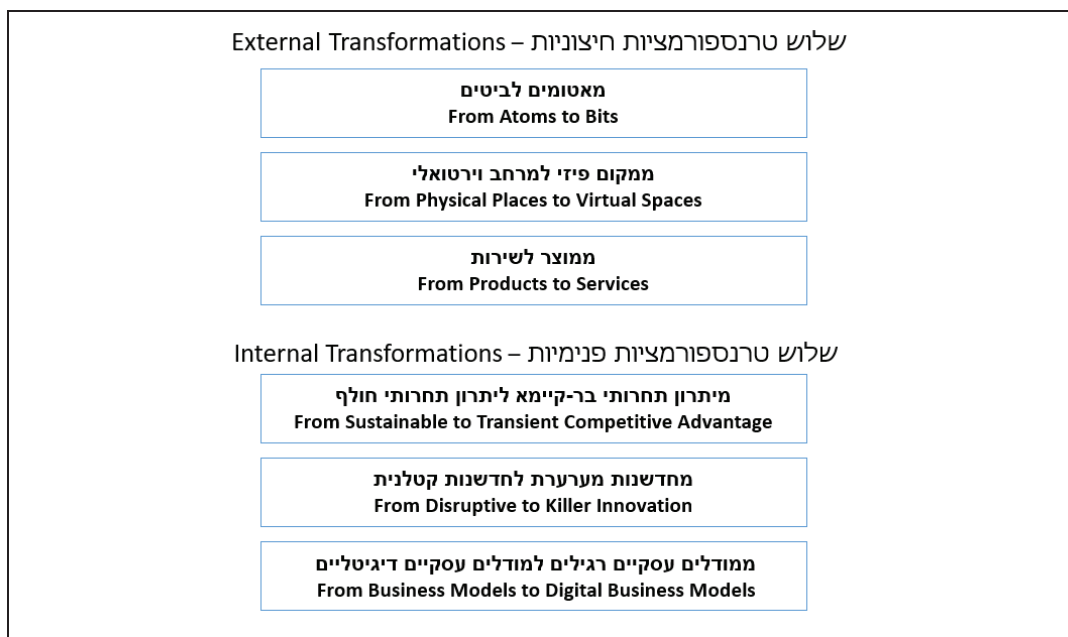 שלוש טרנספורמציות חיצוניות – External Transformations
מאטומים לביטים
From Atoms to Bits
ממקום פיזי למרחב וירטואלי
From Physical Places to Virtual Spaces
ממוצר לשירות
From Products to Services
שלוש טרנספורמציות פנימיות – Internal Transformations
מיתרון תחרותי בר-קיימא ליתרון תחרותי חולף
From Sustainable to Transient Competitive Advantage
מחדשנות מערערת לחדשנות קטלנית
From Disruptive to Killer Innovation
ממודלים עסקיים רגילים למודלים עסקיים דיגיטליים
From Business Models to Digital Business Models